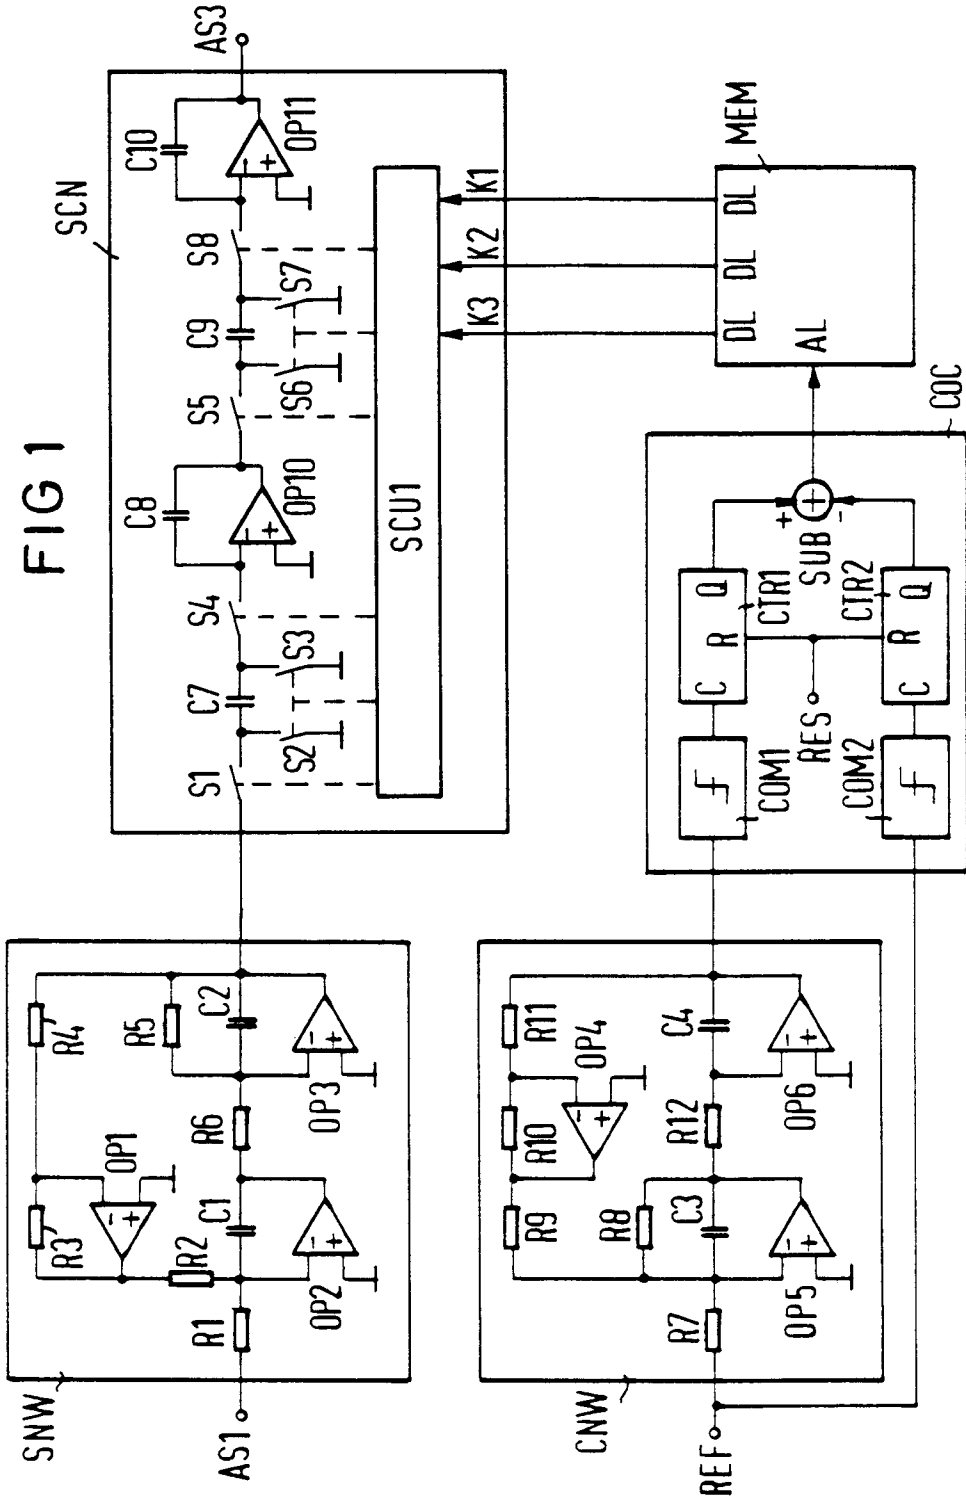 FIG 1
SNW
AS1
R1
R2
R3
R4
R5
R6
C1
C2
OP1
OP2
OP3
SCN
S1
S2
S3
S4
S5
S6
S7
S8
C7
C8
C9
C10
OP10
OP11
SCU1
AS3
K3
K2
K1
CNW
REF
R7
R8
R9
R10
R11
R12
C3
C4
OP4
OP5
OP6
COC
COM1
COM2
C
R
Q
CTR1
C
R
Q
CTR2
RES
SUB
+
-
MEM
AL
DL
DL
DL